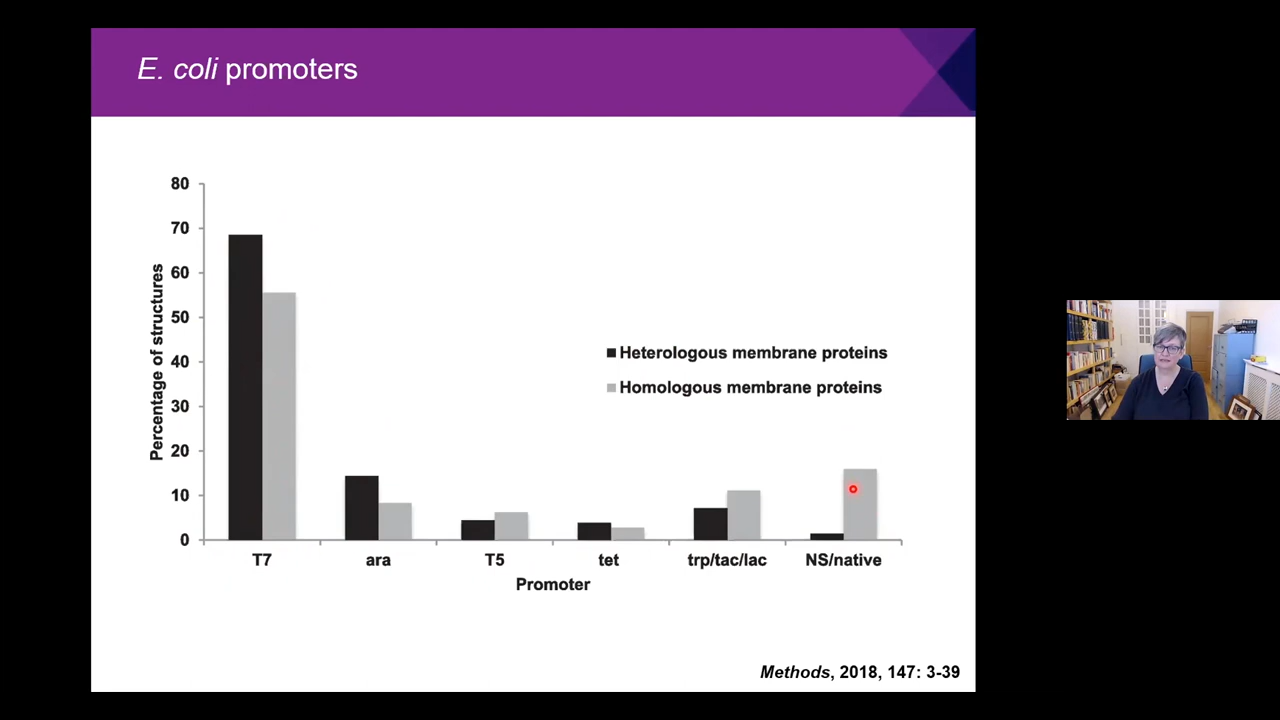 E. coli promoters
80
70
60
50
40
30
20
10
0
Percentage of structures
Heterologous membrane proteins
Homologous membrane proteins
T7 ara T5 tet trp/tac/lac NS/native
Promoter
Methods, 2018, 147: 3-39